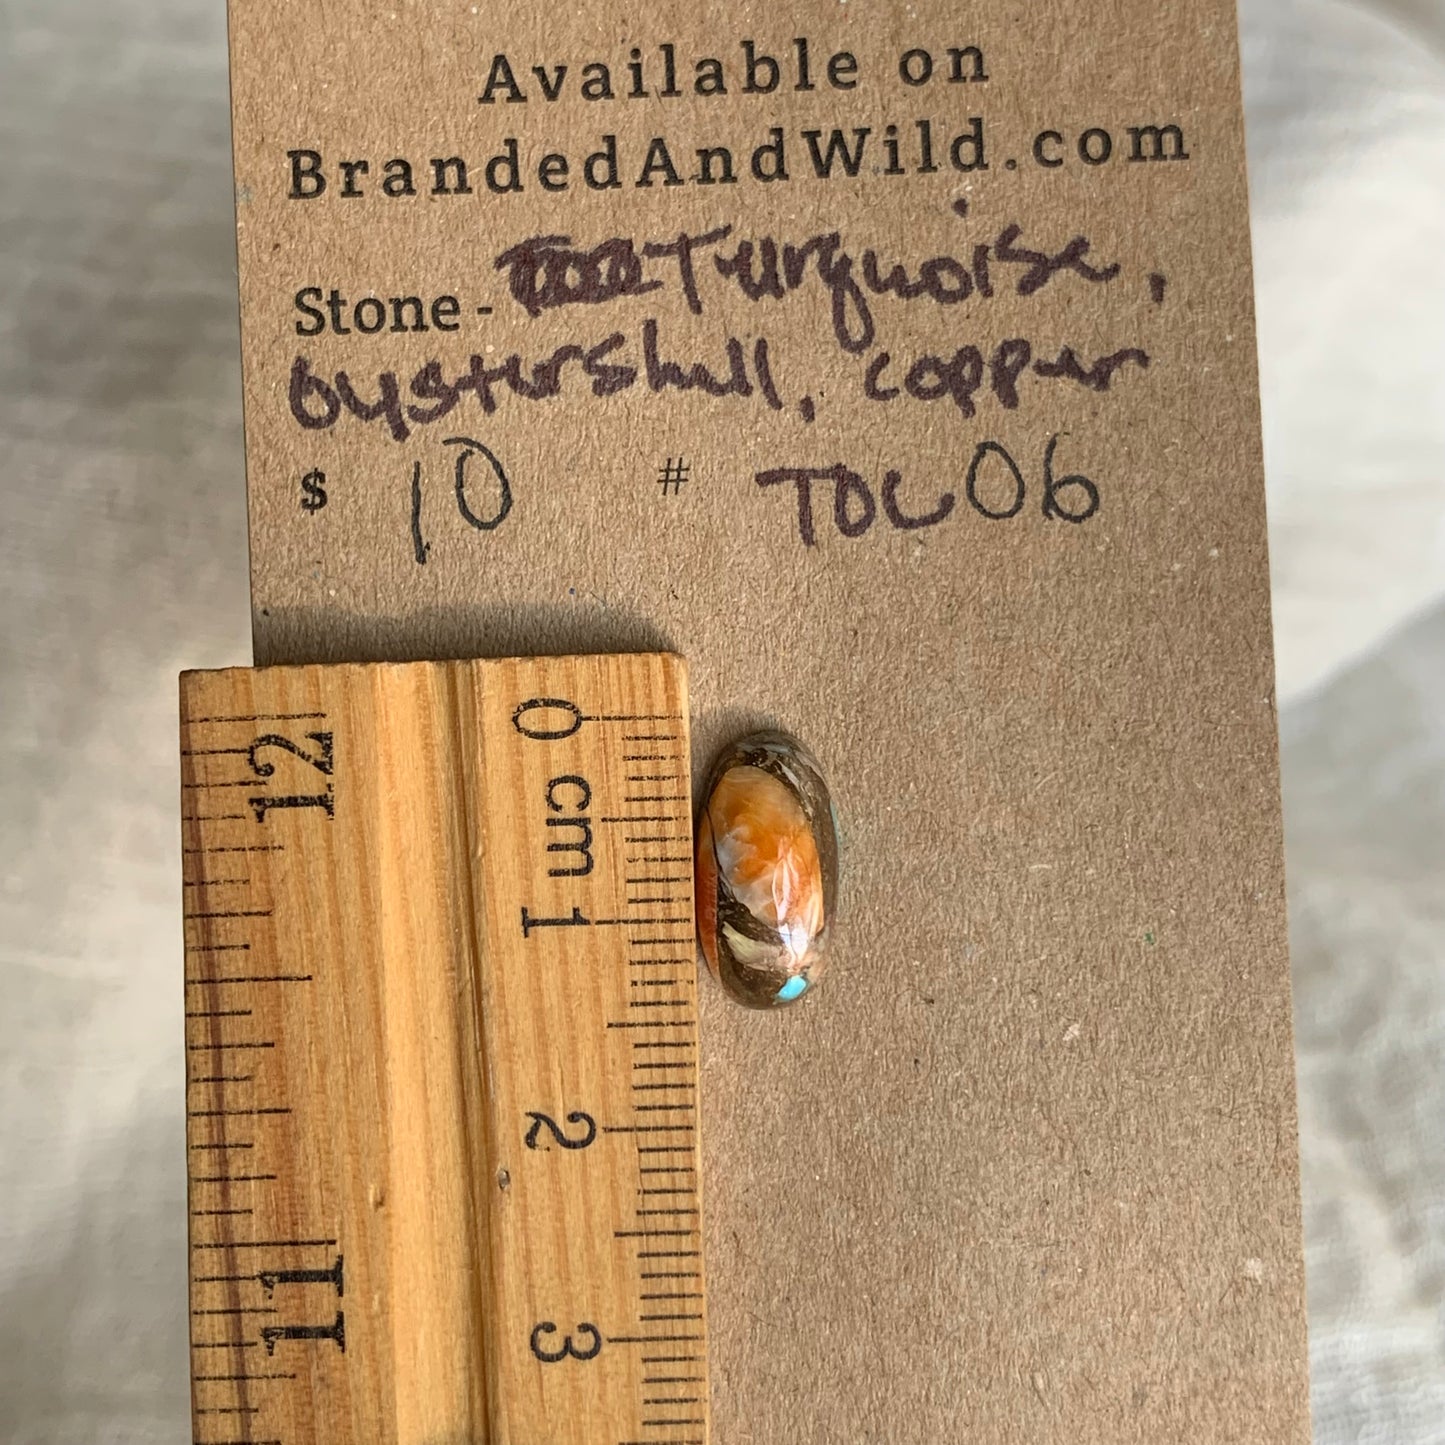 Available on
BrandedAndWild.com
Stone - Turquoise,
Oystershell, copper
$ 10 # TOC06
0 cm 1 2 3
12 11